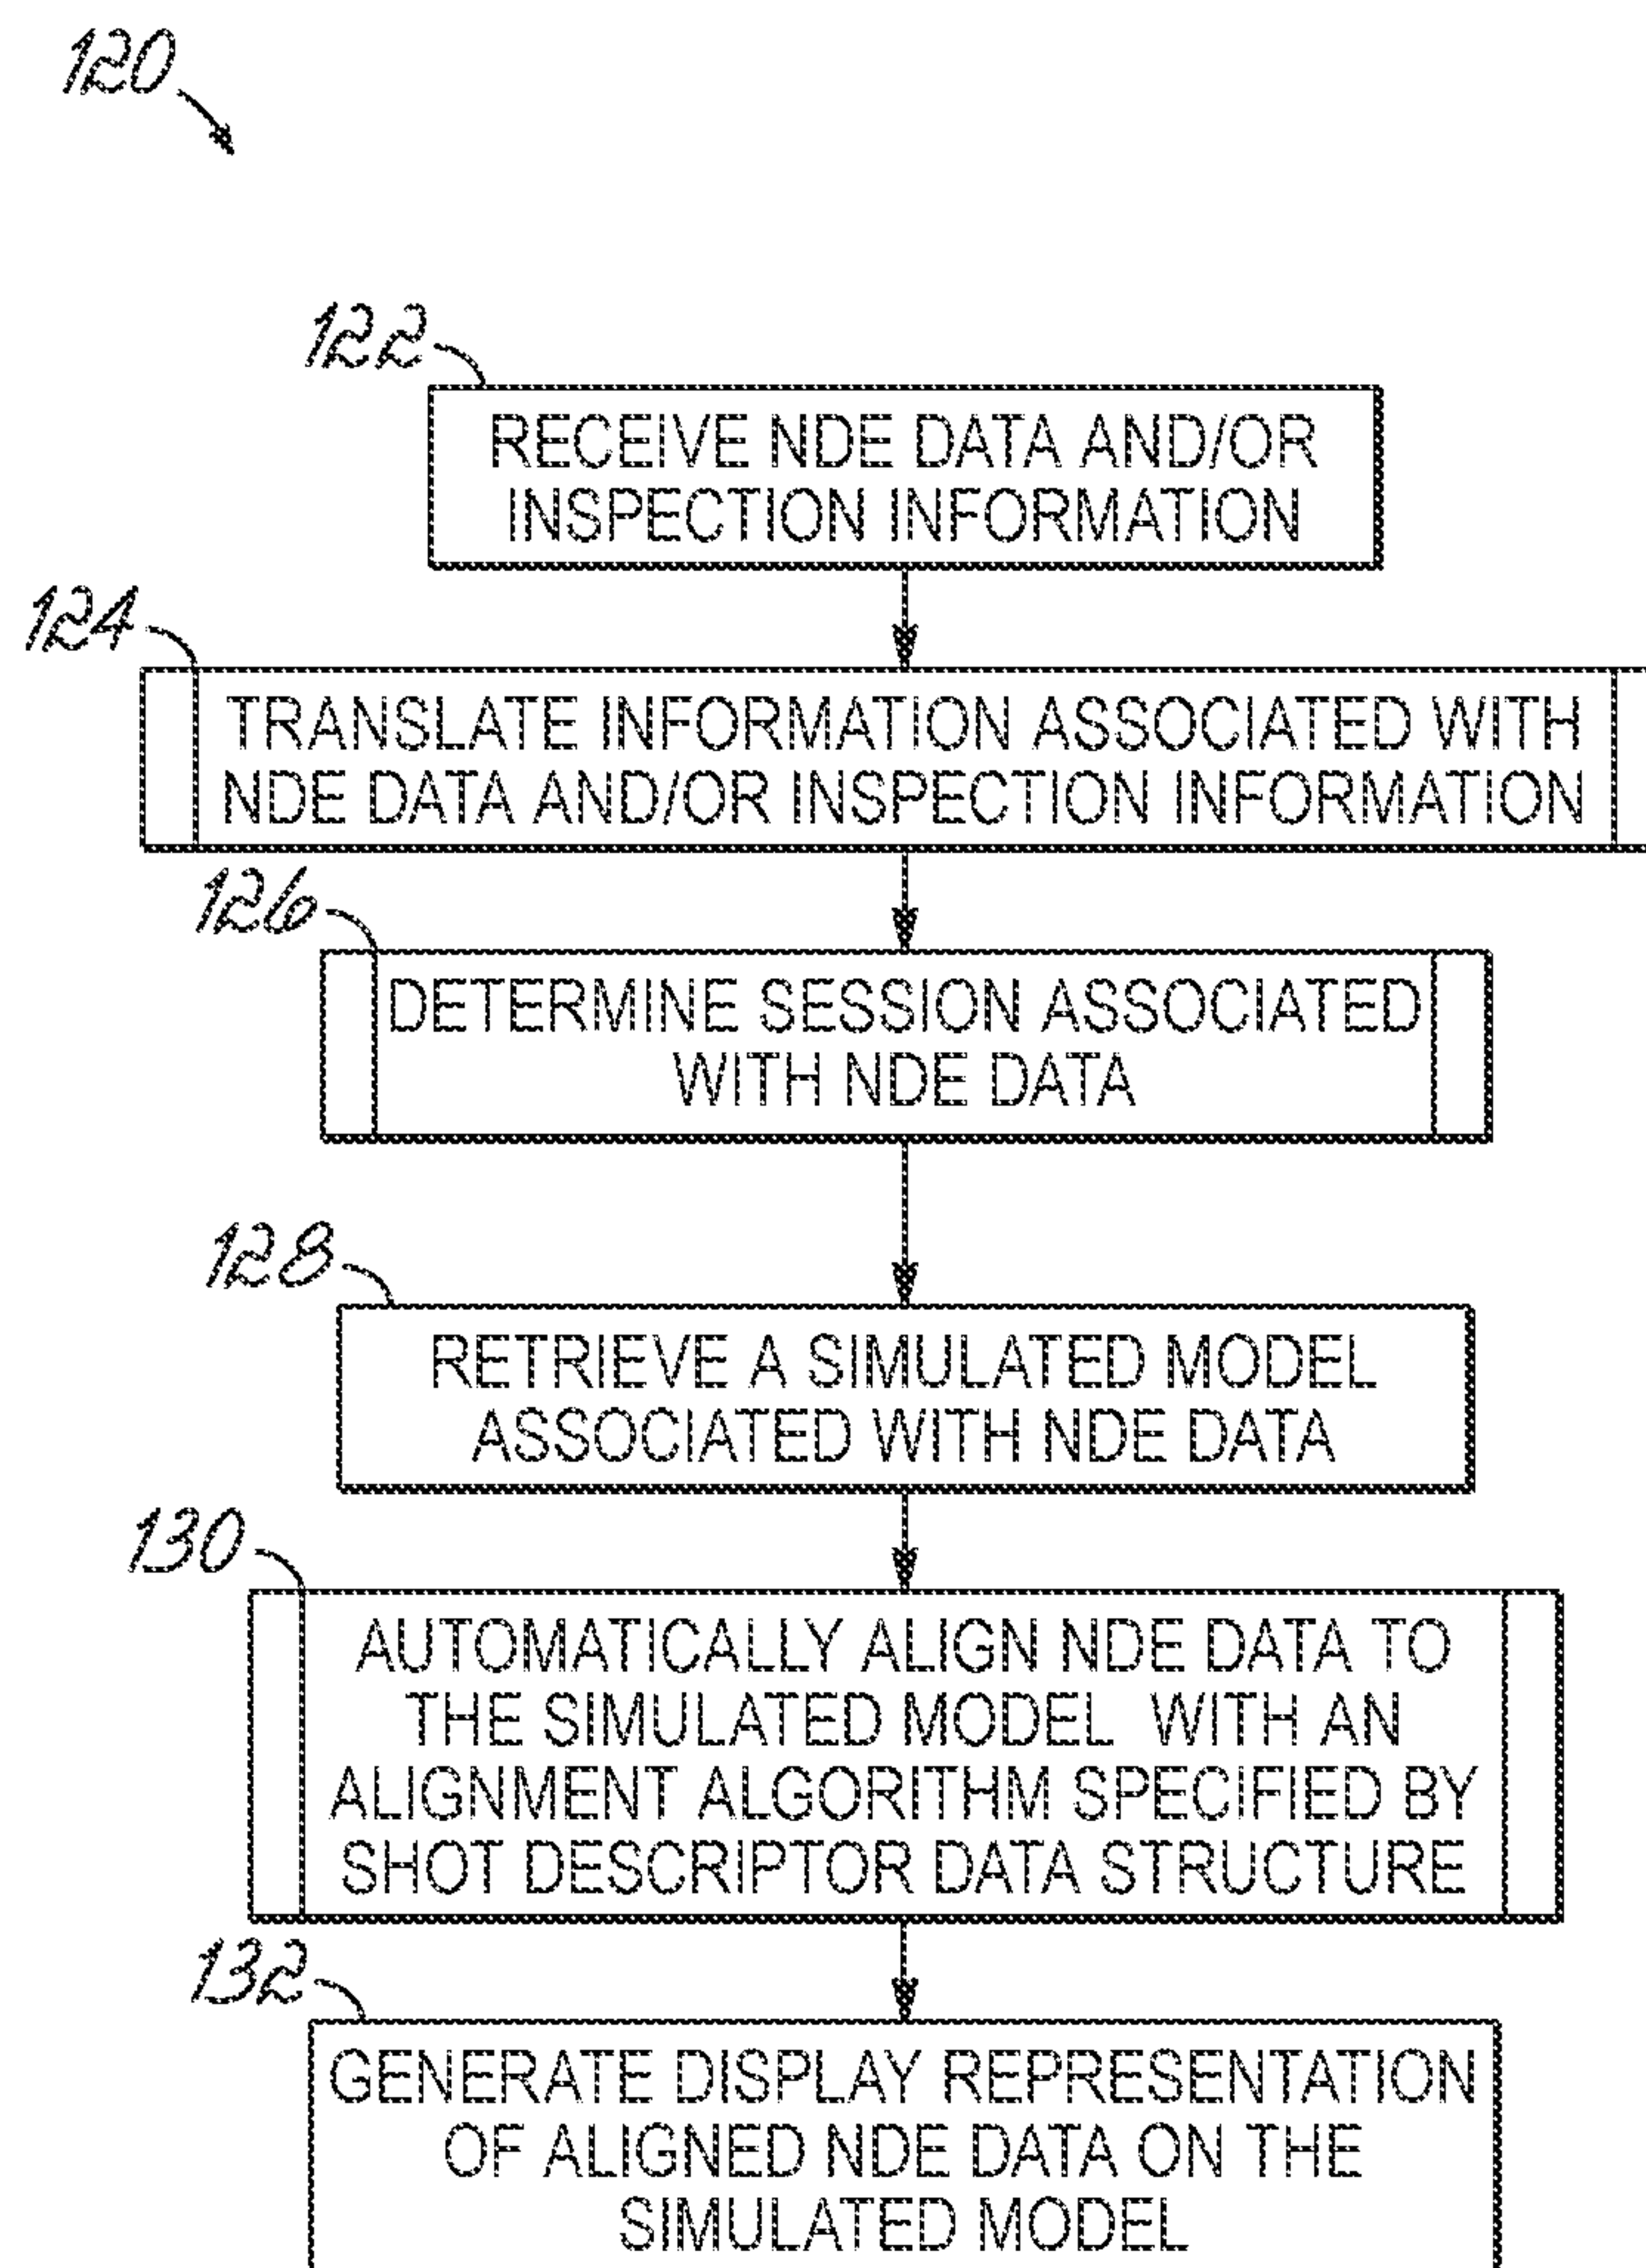 120
122
RECEIVE NDE DATA AND/OR
INSPECTION INFORMATION
124
TRANSLATE INFORMATION ASSOCIATED WITH
NDE DATA AND/OR INSPECTION INFORMATION
126
DETERMINE SESSION ASSOCIATED
WITH NDE DATA
128
RETRIEVE A SIMULATED MODEL
ASSOCIATED WITH NDE DATA
130
AUTOMATICALLY ALIGN NDE DATA TO
THE SIMULATED MODEL WITH AN
ALIGNMENT ALGORITHM SPECIFIED BY
SHOT DESCRIPTOR DATA STRUCTURE
132
GENERATE DISPLAY REPRESENTATION
OF ALIGNED NDE DATA ON THE
SIMULATED MODEL